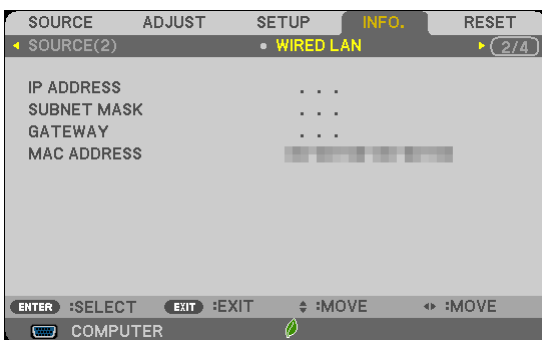 SOURCE ADJUST SETUP INFO. RESET
SOURCE(2) WIRED LAN 2/4
IP ADDRESS . . .
SUBNET MASK . . .
GATEWAY . . .
MAC ADDRESS
ENTER :SELECT EXIT :EXIT :MOVE :MOVE
COMPUTER